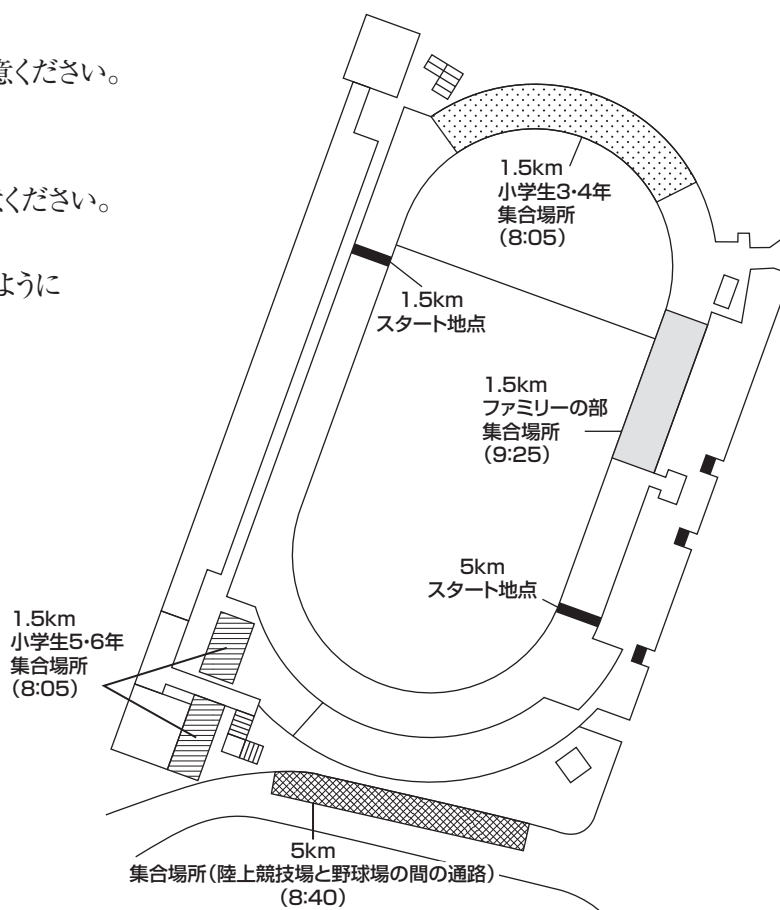 意ください。
ください。
ように
1.5km
小学生3・4年
集合場所
(8:05)
1.5km
スタート地点
1.5km
ファミリーの部
集合場所
(9:25)
5km
スタート地点
1.5km
小学生5・6年
集合場所
(8:05)
5km
集合場所(陸上競技場と野球場の間の通路)
(8:40)